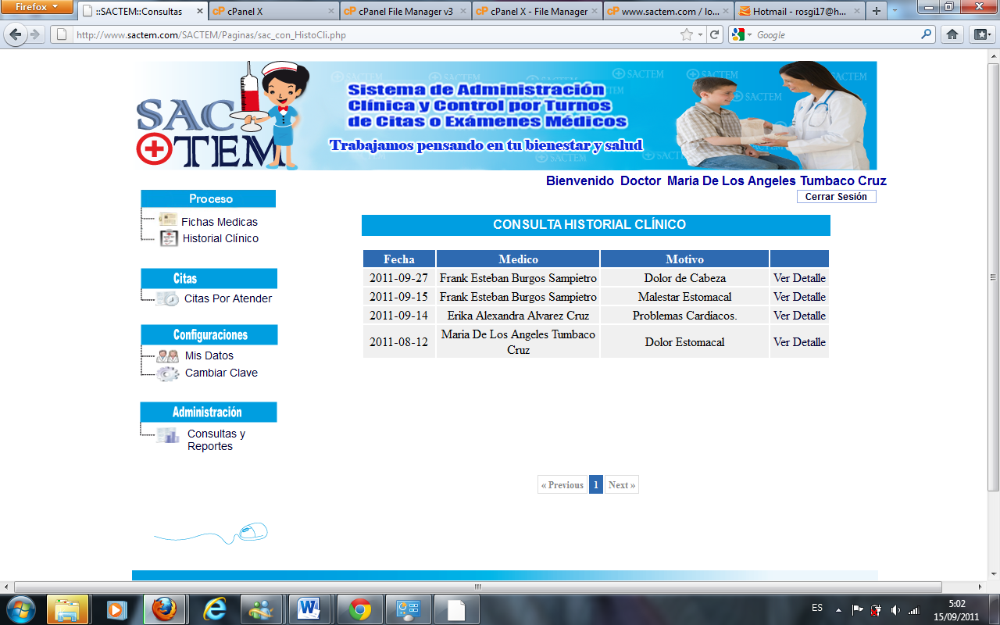 Firefox
::SACTEM::Consultas
cPanel X
cPanel File Manager v3
cPanel X - File Manager
www.sactem.com / lo...
Hotmail - rosgi17@h...
http://www.sactem.com/SACTEM/Paginas/sac_con_HistoCli.php
Google
SACTEM
Sistema de Administración
Clínica y Control por Turnos
de Citas o Exámenes Médicos
Trabajamos pensando en tu bienestar y salud
SACTEM
SACTEM
SACTEM
SACTEM
SACTEM
SACTEM
Bienvenido Doctor Maria De Los Angeles Tumbaco Cruz
Cerrar Sesión
Proceso
Fichas Medicas
Historial Clínico
Citas
Citas Por Atender
Configuraciones
Mis Datos
Cambiar Clave
Administración
Consultas y
Reportes
CONSULTA HISTORIAL CLÍNICO
Fecha Medico Motivo
2011-09-27 Frank Esteban Burgos Sampietro Dolor de Cabeza Ver Detalle
2011-09-15 Frank Esteban Burgos Sampietro Malestar Estomacal Ver Detalle
2011-09-14 Erika Alexandra Alvarez Cruz Problemas Cardíacos. Ver Detalle
2011-08-12 Maria De Los Angeles Tumbaco Cruz Dolor Estomacal Ver Detalle
« Previous 1 Next »
ES
5:02
15/09/2011